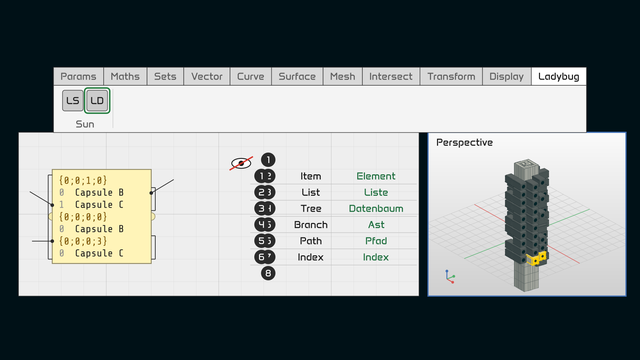 Params Maths Sets Vector Curve Surface Mesh Intersect Transform Display Ladybug
LS LD
Sun
{0;0;1;0}
0 Capsule B
1 Capsule C
{0;0;0;0}
0 Capsule B
{0;0;0;3}
0 Capsule C
1
Item Element
List Liste
Tree Datenbaum
Branch Ast
Path Pfad
Index Index
8
Perspective